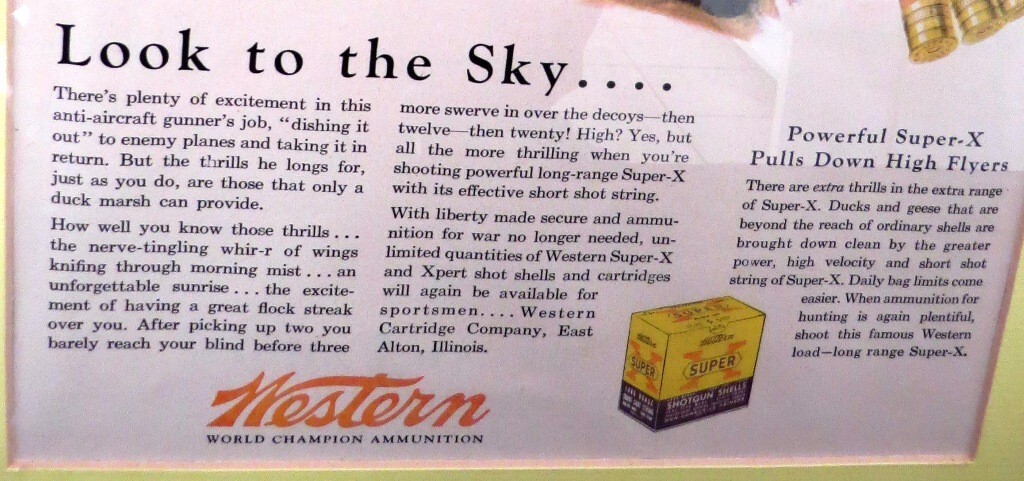 Look to the Sky....
There's plenty of excitement in this
anti-aircraft gunner's job, "dishing it
out" to enemy planes and taking it in
return. But the thrills he longs for,
just as you do, are those that only a
duck marsh can provide.
How well you know those thrills...
the nerve-tingling whir-r of wings
knifing through morning mist...an
unforgettable sunrise...the excite-
ment of having a great flock streak
over you. After picking up two you
barely reach your blind before three
more swerve in over the decoys—then
twelve—then twenty! High? Yes, but
all the more thrilling when you're
shooting powerful long-range Super-X
with its effective short shot string.
With liberty made secure and ammu-
nition for war no longer needed, un-
limited quantities of Western Super-X
and Xpert shot shells and cartridges
will again be available for
sportsmen.... Western
Cartridge Company, East
Alton, Illinois.
Powerful Super-X
Pulls Down High Flyers
There are extra thrills in the extra range
of Super-X. Ducks and geese that are
beyond the reach of ordinary shells are
brought down clean by the greater
power, high velocity and short shot
string of Super-X. Daily bag limits come
easier. When ammunition for
hunting is again plentiful,
shoot this famous Western
load—long range Super-X.
Western
WORLD CHAMPION AMMUNITION
SUPER
X
Western
SUPER
X
SHOTGUN SHELLS
SUPER
X
LONG RANGE